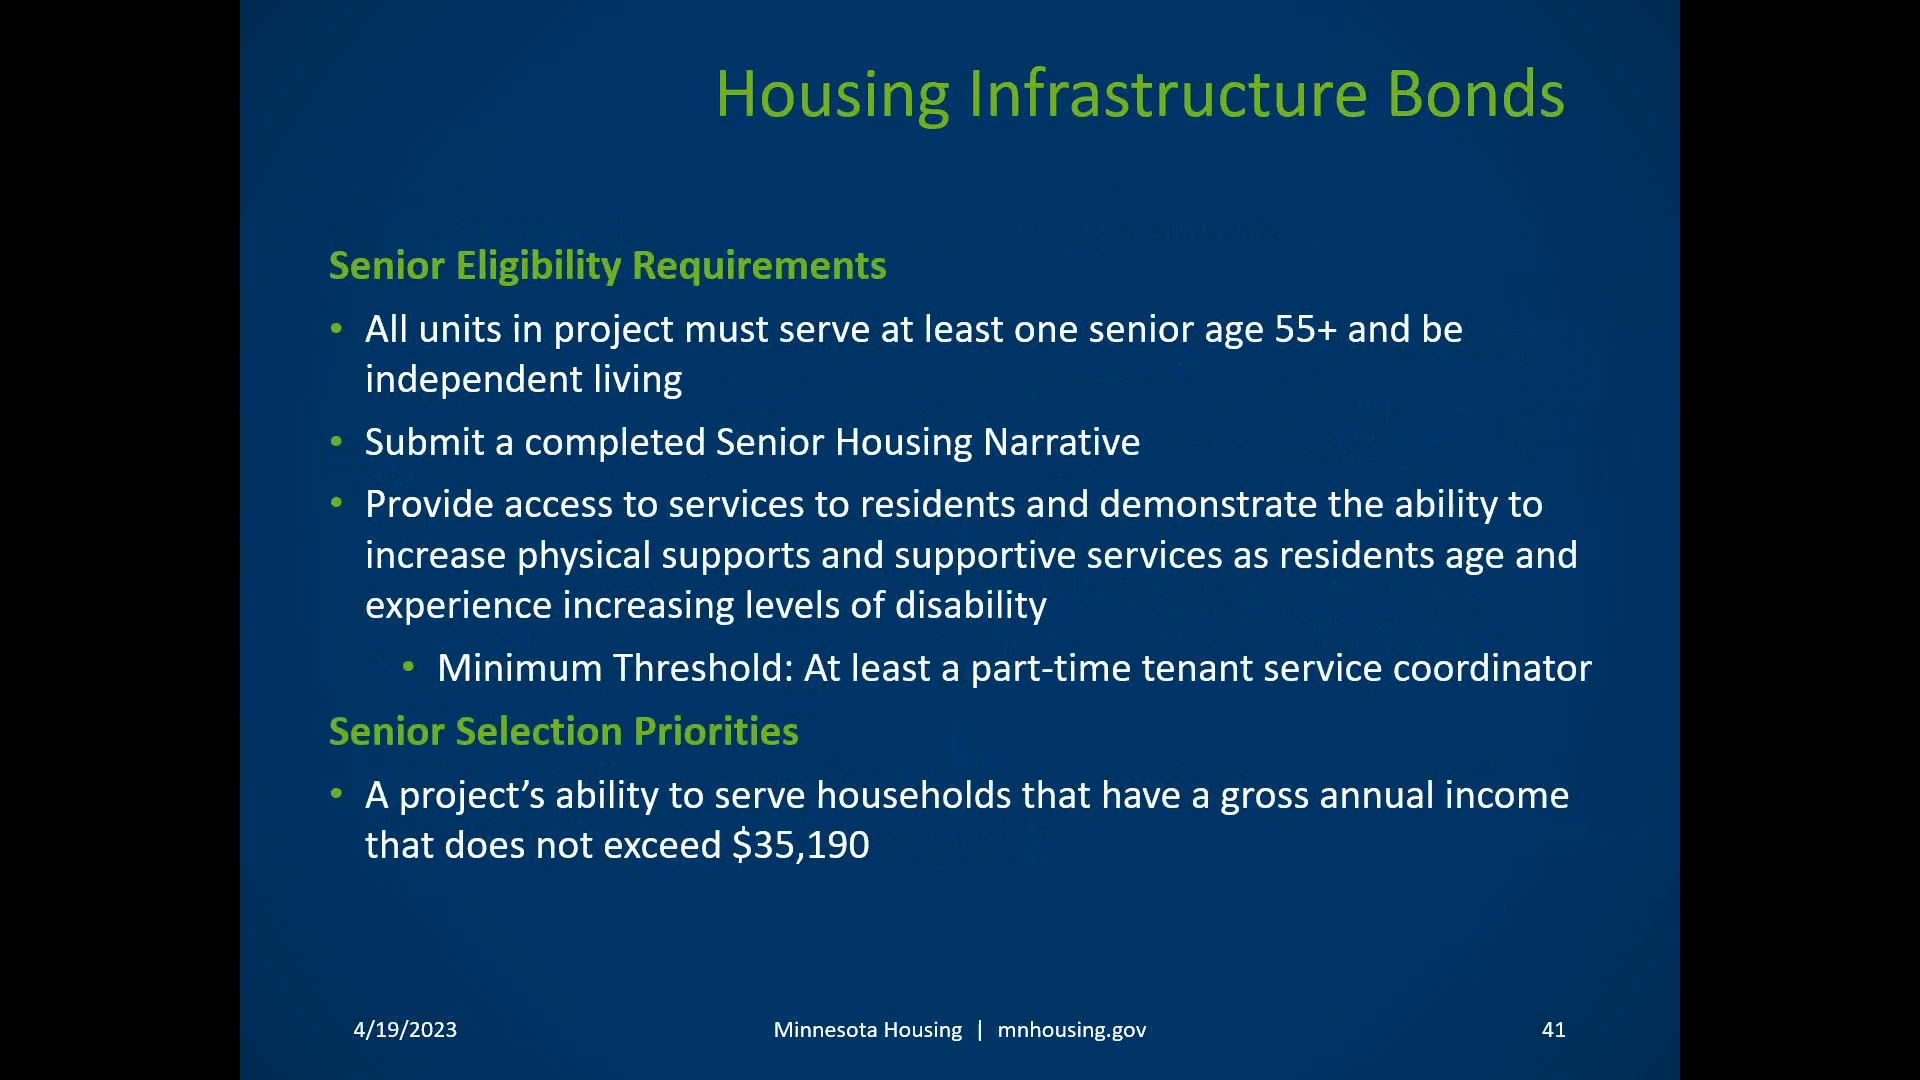 Housing Infrastructure Bonds
Senior Eligibility Requirements
• All units in project must serve at least one senior age 55+ and be
independent living
• Submit a completed Senior Housing Narrative
• Provide access to services to residents and demonstrate the ability to
increase physical supports and supportive services as residents age and
experience increasing levels of disability
• Minimum Threshold: At least a part-time tenant service coordinator
Senior Selection Priorities
• A project’s ability to serve households that have a gross annual income
that does not exceed $35,190
4/19/2023 Minnesota Housing | mnhousing.gov 41